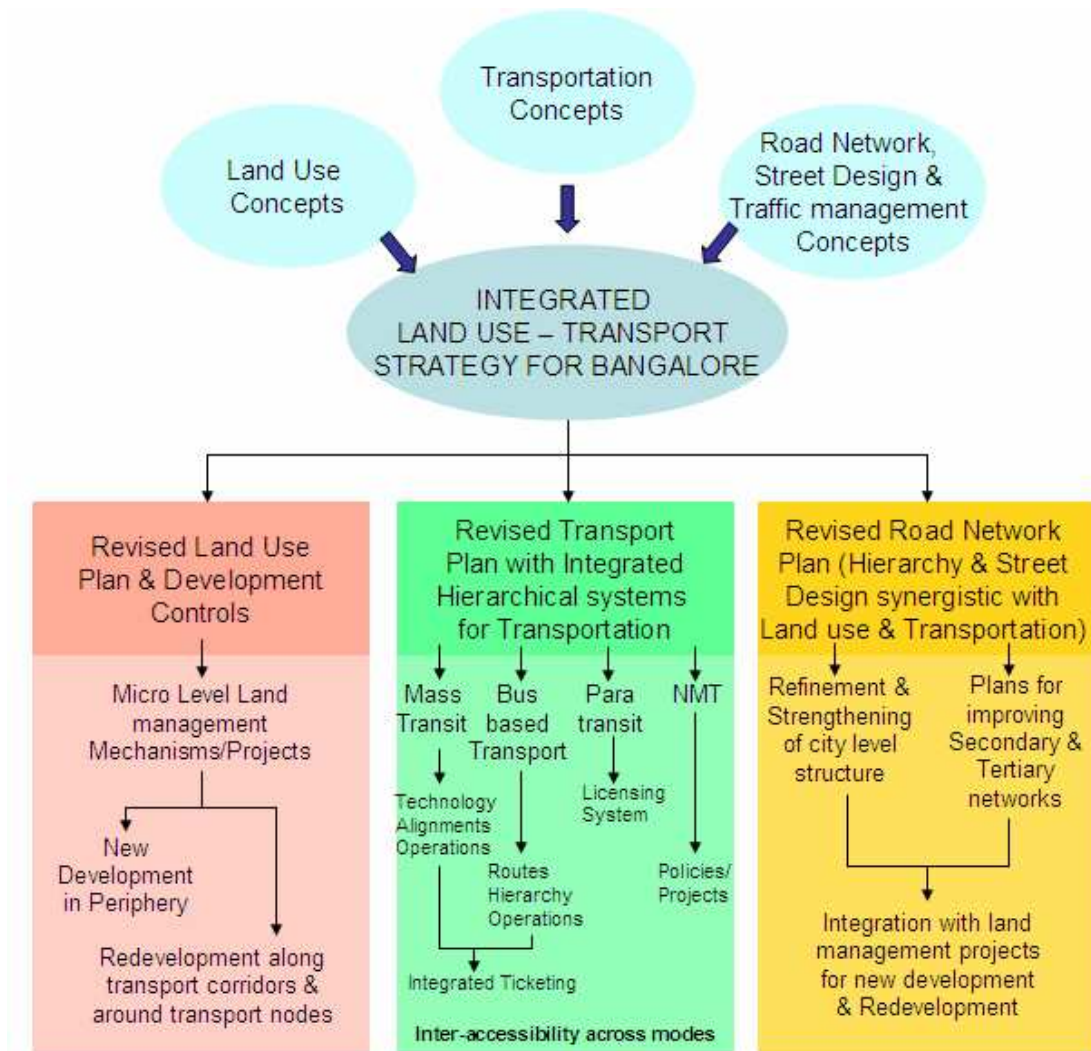 Transportation
Concepts
Land Use
Concepts
Road Network,
Street Design &
Traffic management
Concepts
INTEGRATED
LAND USE – TRANSPORT
STRATEGY FOR BANGALORE
Revised Land Use
Plan & Development
Controls
Micro Level Land
management
Mechanisms/Projects
New
Development
in Periphery
Redevelopment along
transport corridors &
around transport nodes
Revised Transport
Plan with Integrated
Hierarchical systems
for Transportation
Mass
Transit
Technology
Alignments
Operations
Bus
based
Transport
Routes
Hierarchy
Operations
Para
transit
Licensing
System
NMT
Policies/
Projects
Integrated Ticketing
Inter-accessibility across modes
Revised Road Network
Plan (Hierarchy & Street
Design synergistic with
Land use & Transportation)
Refinement &
Strengthening
of city level
structure
Plans for
improving
Secondary &
Tertiary
networks
Integration with land
management projects
for new development
& Redevelopment